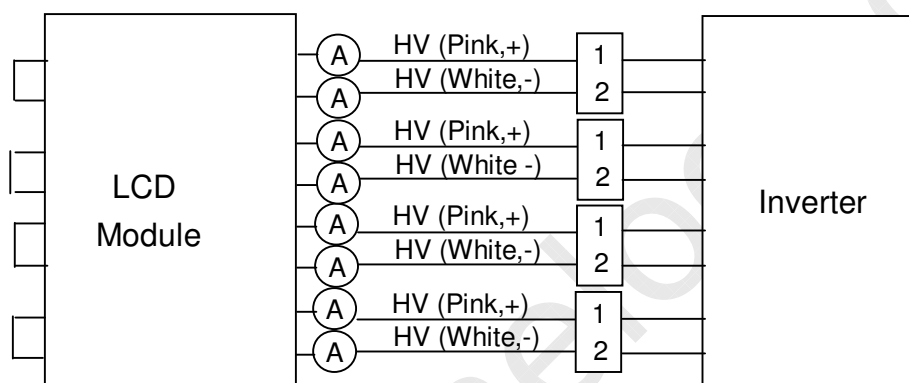 A HV (Pink,+) 1
A HV (White,-) 2
A HV (Pink,+) 1
A HV (White -) 2
A HV (Pink,+) 1
A HV (White,-) 2
A HV (Pink,+) 1
A HV (White,-) 2
LCD
Module
Inverter